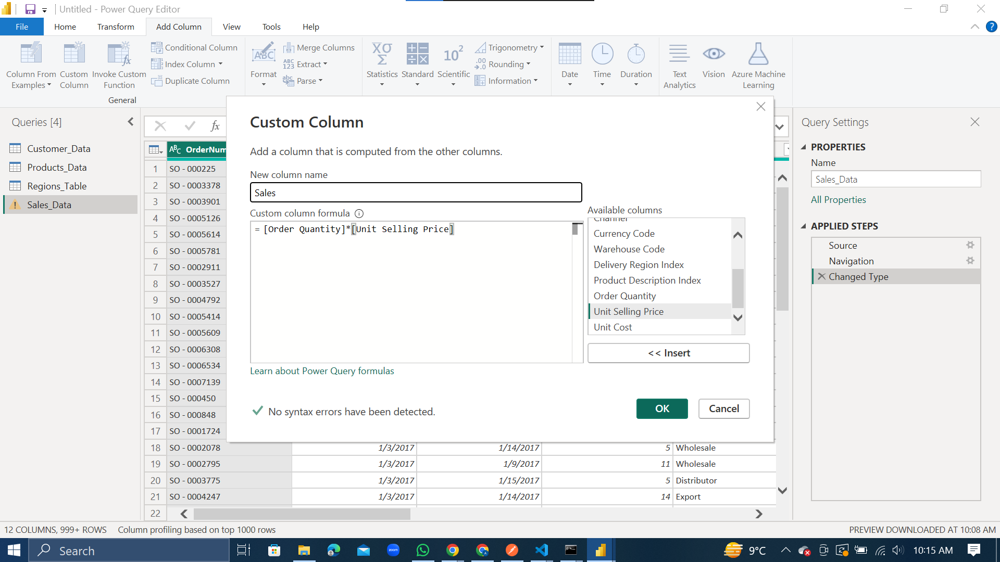 Untitled - Power Query Editor
File Home Transform Add Column View Tools Help
Column From Examples
Custom Column
Invoke Custom Function
Conditional Column
Index Column
Duplicate Column
General
Format
Merge Columns
Extract
Parse
Statistics
Standard
Scientific
Trigonometry
Rounding
Information
Date
Time
Duration
Text Analytics
Vision
Azure Machine Learning
Queries [4]
Customer_Data
Products_Data
Regions_Table
Sales_Data
fx
OrderNum
1 SO - 000225
2 SO - 0003378
3 SO - 0003901
4 SO - 0005126
5 SO - 0005614
6 SO - 0005781
7 SO - 0002911
8 SO - 0003527
9 SO - 0004792
10 SO - 0005414
11 SO - 0005609
12 SO - 0006308
13 SO - 0006534
14 SO - 0007139
15 SO - 000450
16 SO - 000848
17 SO - 0001724
18 SO - 0002078 1/3/2017 1/14/2017 5 Wholesale
19 SO - 0002795 1/3/2017 1/9/2017 11 Wholesale
20 SO - 0003775 1/3/2017 1/15/2017 5 Distributor
21 SO - 0004247 1/3/2017 1/14/2017 14 Export
22
Custom Column
Add a column that is computed from the other columns.
New column name
Sales
Custom column formula
= [Order Quantity]*[Unit Selling Price]
Available columns
Channel
Currency Code
Warehouse Code
Delivery Region Index
Product Description Index
Order Quantity
Unit Selling Price
Unit Cost
<< Insert
Learn about Power Query formulas
No syntax errors have been detected.
OK
Cancel
Query Settings
PROPERTIES
Name
Sales_Data
All Properties
APPLIED STEPS
Source
Navigation
Changed Type
12 COLUMNS, 999+ ROWS Column profiling based on top 1000 rows
PREVIEW DOWNLOADED AT 10:08 AM
Search
zoom
9°C
10:15 AM